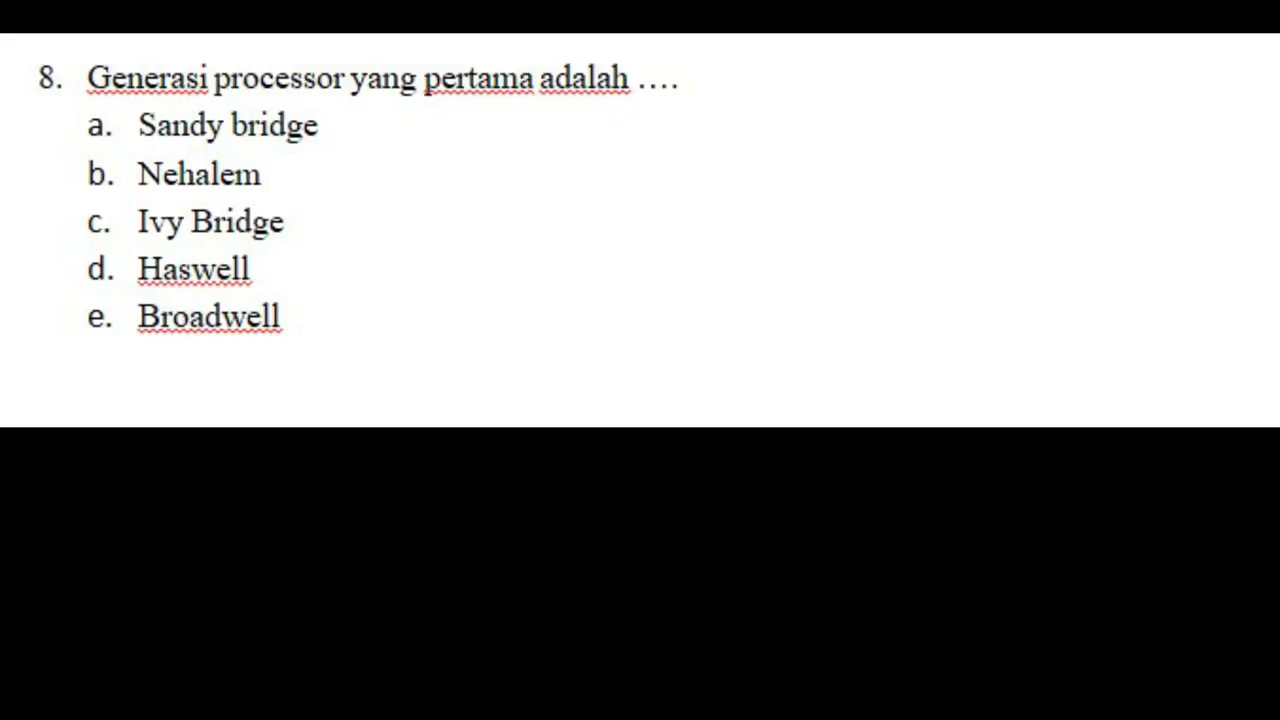 8. Generasi processor yang pertama adalah ....
a. Sandy bridge
b. Nehalem
c. Ivy Bridge
d. Haswell
e. Broadwell